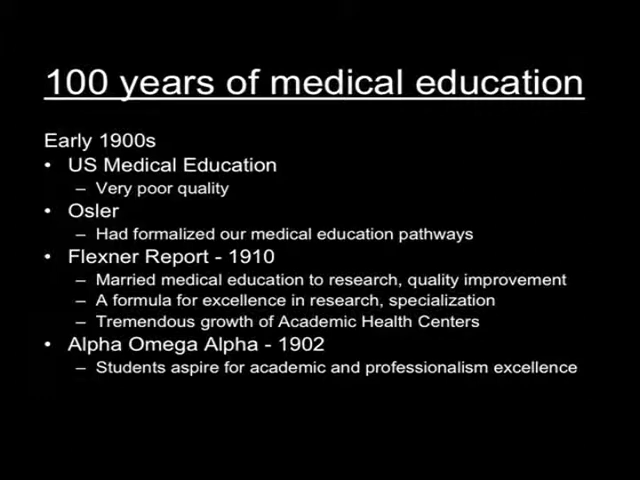 100 years of medical education
Early 1900s
• US Medical Education
– Very poor quality
• Osler
– Had formalized our medical education pathways
• Flexner Report - 1910
– Married medical education to research, quality improvement
– A formula for excellence in research, specialization
– Tremendous growth of Academic Health Centers
• Alpha Omega Alpha - 1902
– Students aspire for academic and professionalism excellence